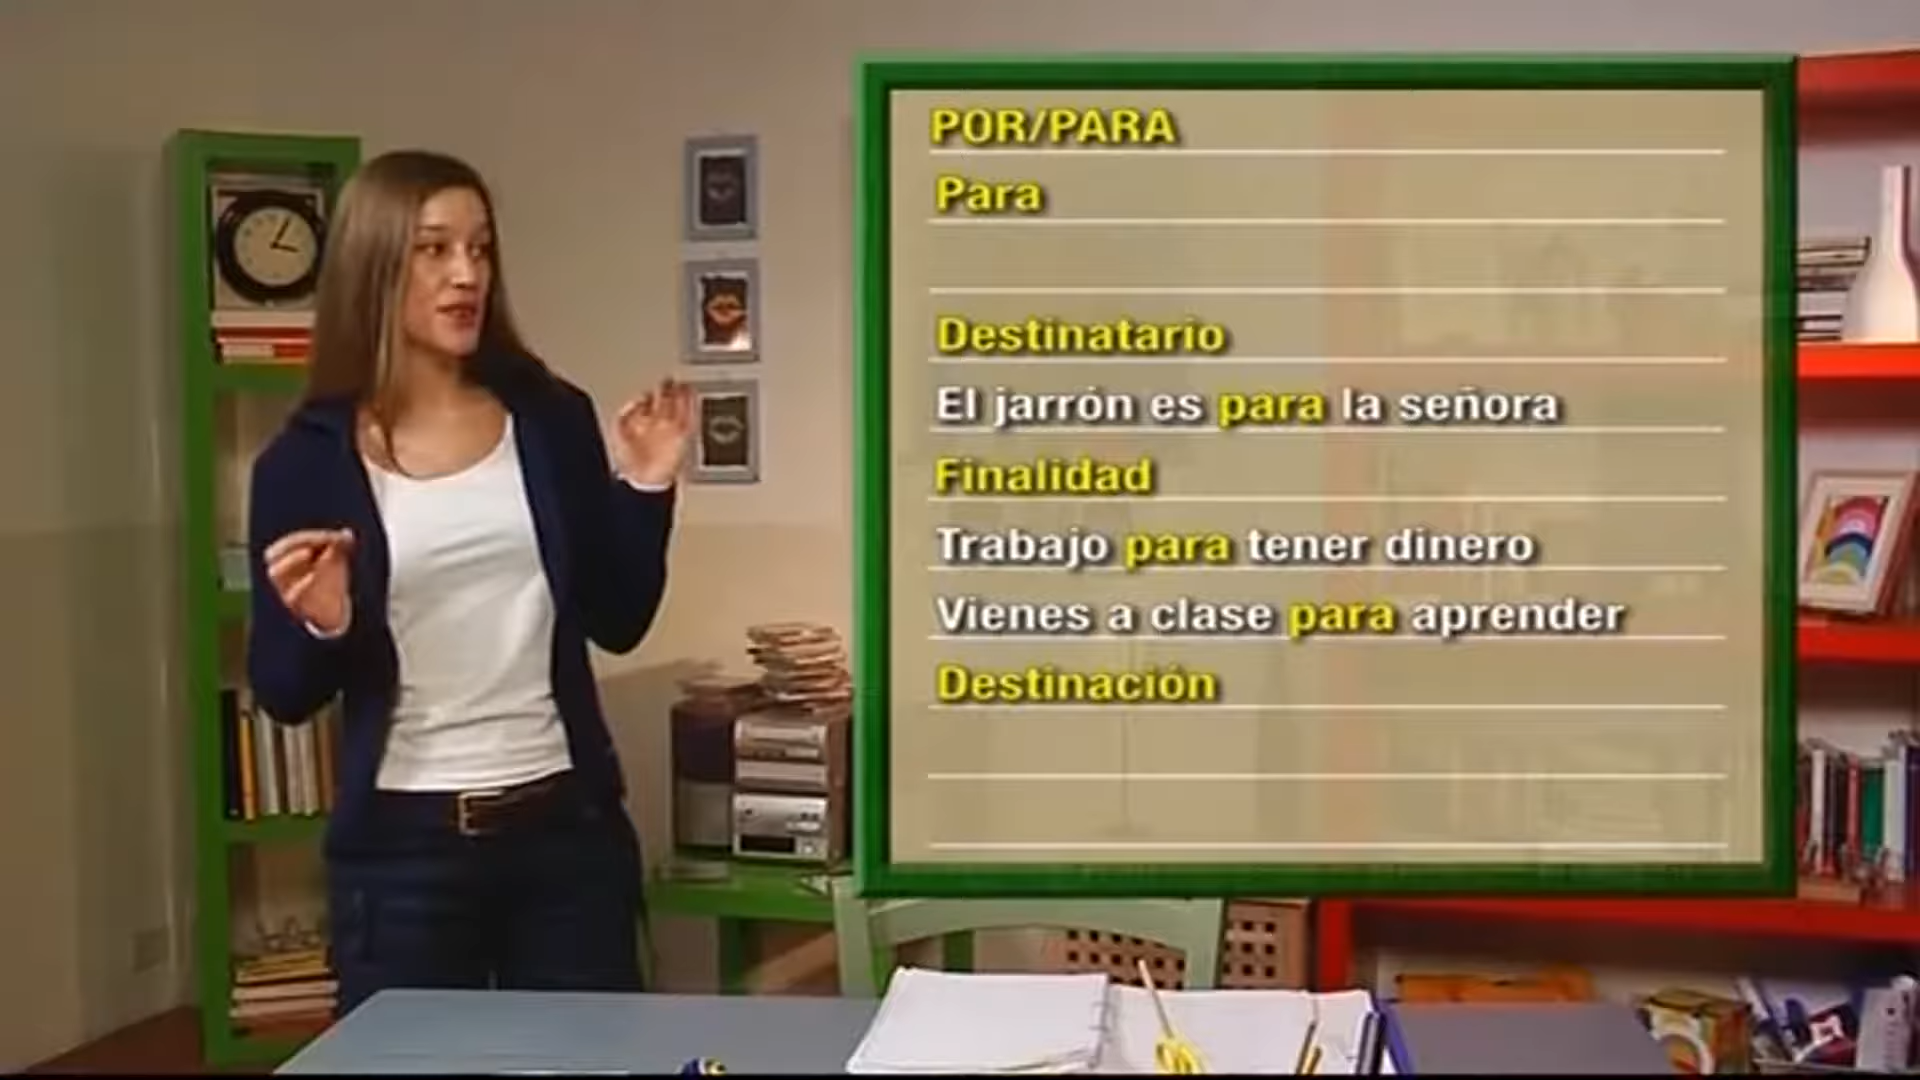 POR/PARA
Para
Destinatario
El jarrón es para la señora
Finalidad
Trabajo para tener dinero
Vienes a clase para aprender
Destinación